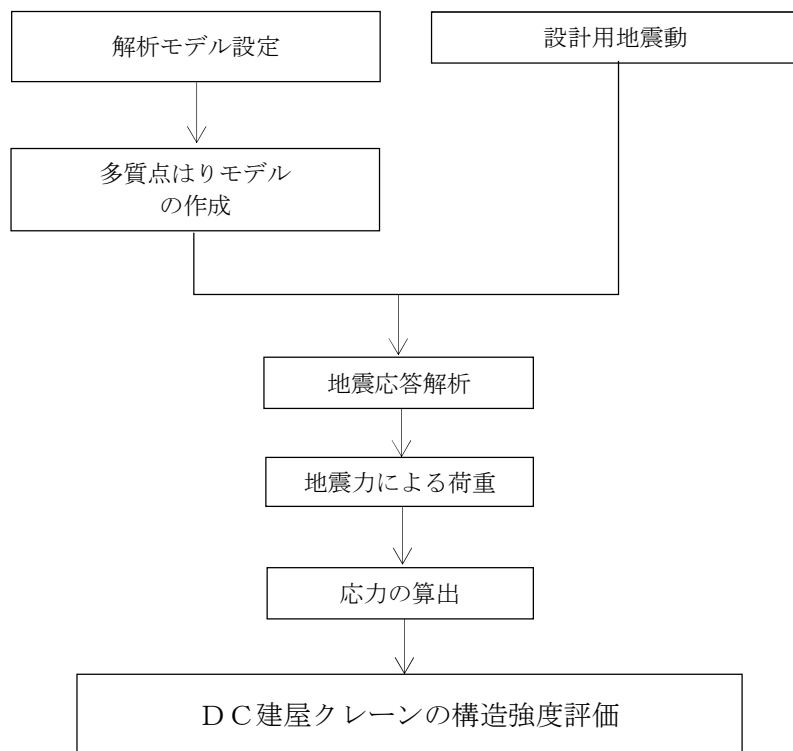 解析モデル設定
設計用地震動
多質点はりモデル
の作成
地震応答解析
地震力による荷重
応力の算出
ＤＣ建屋クレーンの構造強度評価